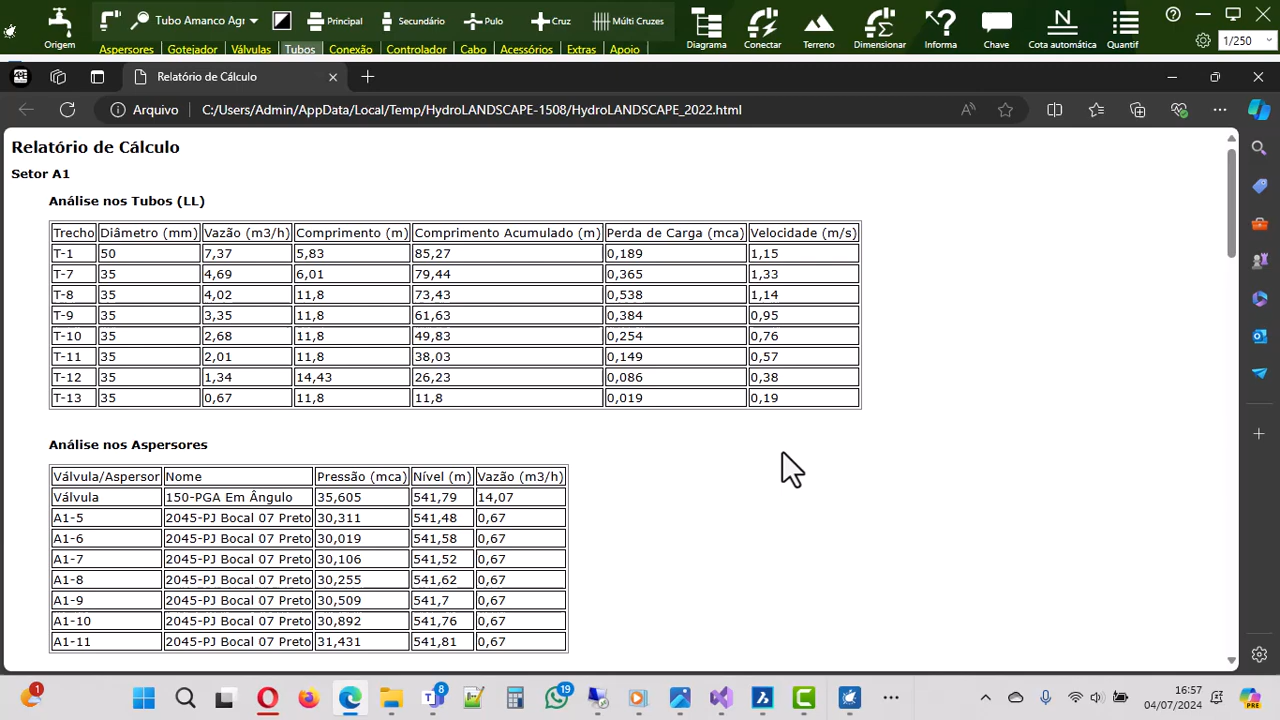 Tubo Amanco Agr
Principal
Secundário
Pulo
Cruz
Múlti Cruzes
Origem
Aspersores
Gotejador
Válvulas
Tubos
Conexão
Controlador
Cabo
Acessórios
Extras
Apoio
Diagrama
Conectar
Terreno
Dimensionar
Informa
Chave
Cota automática
Quantif
1/250
Relatório de Cálculo
Arquivo
C:/Users/Admin/AppData/Local/Temp/HydroLANDSCAPE-1508/HydroLANDSCAPE_2022.html
Relatório de Cálculo
Setor A1
Análise nos Tubos (LL)
Trecho Diâmetro (mm) Vazão (m3/h) Comprimento (m) Comprimento Acumulado (m) Perda de Carga (mca) Velocidade (m/s)
T-1 50 7,37 5,83 85,27 0,189 1,15
T-7 35 4,69 6,01 79,44 0,365 1,33
T-8 35 4,02 11,8 73,43 0,538 1,14
T-9 35 3,35 11,8 61,63 0,384 0,95
T-10 35 2,68 11,8 49,83 0,254 0,76
T-11 35 2,01 11,8 38,03 0,149 0,57
T-12 35 1,34 14,43 26,23 0,086 0,38
T-13 35 0,67 11,8 11,8 0,019 0,19
Análise nos Aspersores
Válvula/Aspersor Nome Pressão (mca) Nível (m) Vazão (m3/h)
Válvula 150-PGA Em Ângulo 35,605 541,79 14,07
A1-5 2045-PJ Bocal 07 Preto 30,311 541,48 0,67
A1-6 2045-PJ Bocal 07 Preto 30,019 541,58 0,67
A1-7 2045-PJ Bocal 07 Preto 30,106 541,52 0,67
A1-8 2045-PJ Bocal 07 Preto 30,255 541,62 0,67
A1-9 2045-PJ Bocal 07 Preto 30,509 541,7 0,67
A1-10 2045-PJ Bocal 07 Preto 30,892 541,76 0,67
A1-11 2045-PJ Bocal 07 Preto 31,431 541,81 0,67
1
8
19
16:57
04/07/2024
PRE